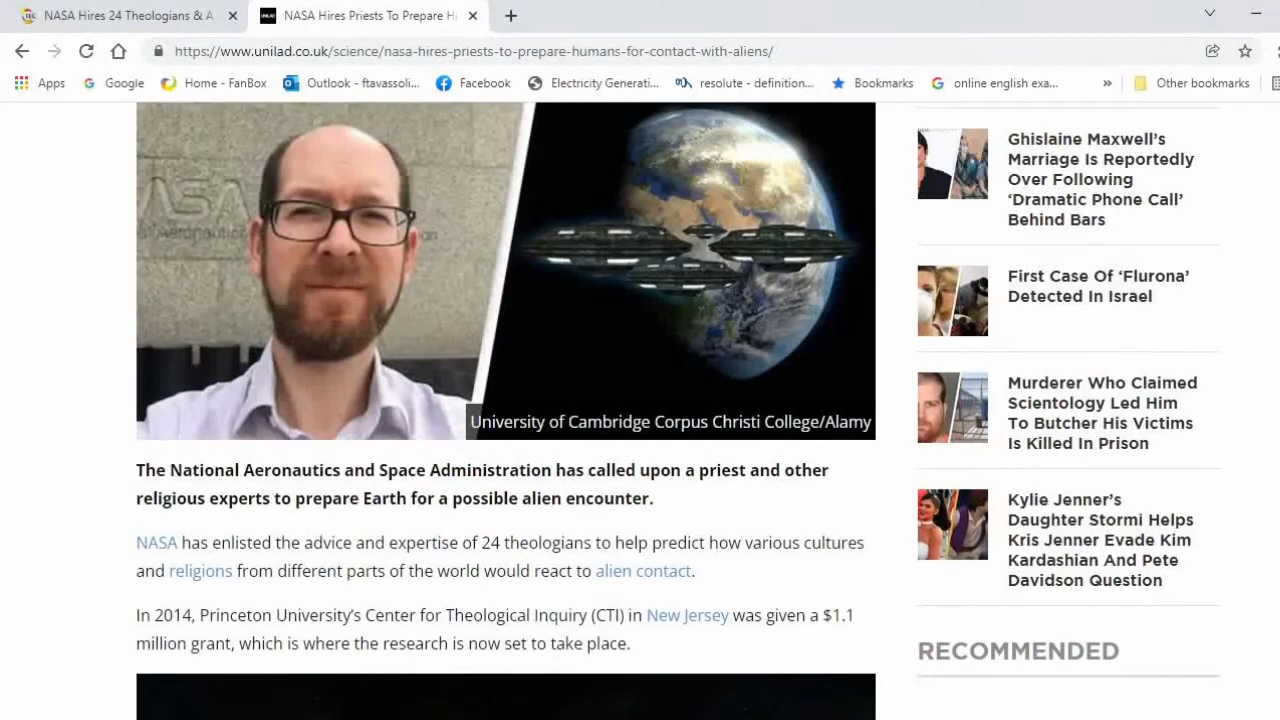 NASA Hires 24 Theologians & A
NASA Hires Priests To Prepare H
https://www.unilad.co.uk/science/nasa-hires-priests-to-prepare-humans-for-contact-with-aliens/
Apps
Google
Home - FanBox
Outlook - ftavassoli...
Facebook
Electricity Generati...
resolute - definition...
Bookmarks
online english exa...
»
Other bookmarks
University of Cambridge Corpus Christi College/Alamy
The National Aeronautics and Space Administration has called upon a priest and other
religious experts to prepare Earth for a possible alien encounter.
NASA has enlisted the advice and expertise of 24 theologians to help predict how various cultures
and religions from different parts of the world would react to alien contact.
In 2014, Princeton University's Center for Theological Inquiry (CTI) in New Jersey was given a $1.1
million grant, which is where the research is now set to take place.
Ghislaine Maxwell's
Marriage Is Reportedly
Over Following
'Dramatic Phone Call'
Behind Bars
First Case Of 'Flurona'
Detected In Israel
Murderer Who Claimed
Scientology Led Him
To Butcher His Victims
Is Killed In Prison
Kylie Jenner's
Daughter Stormi Helps
Kris Jenner Evade Kim
Kardashian And Pete
Davidson Question
RECOMMENDED